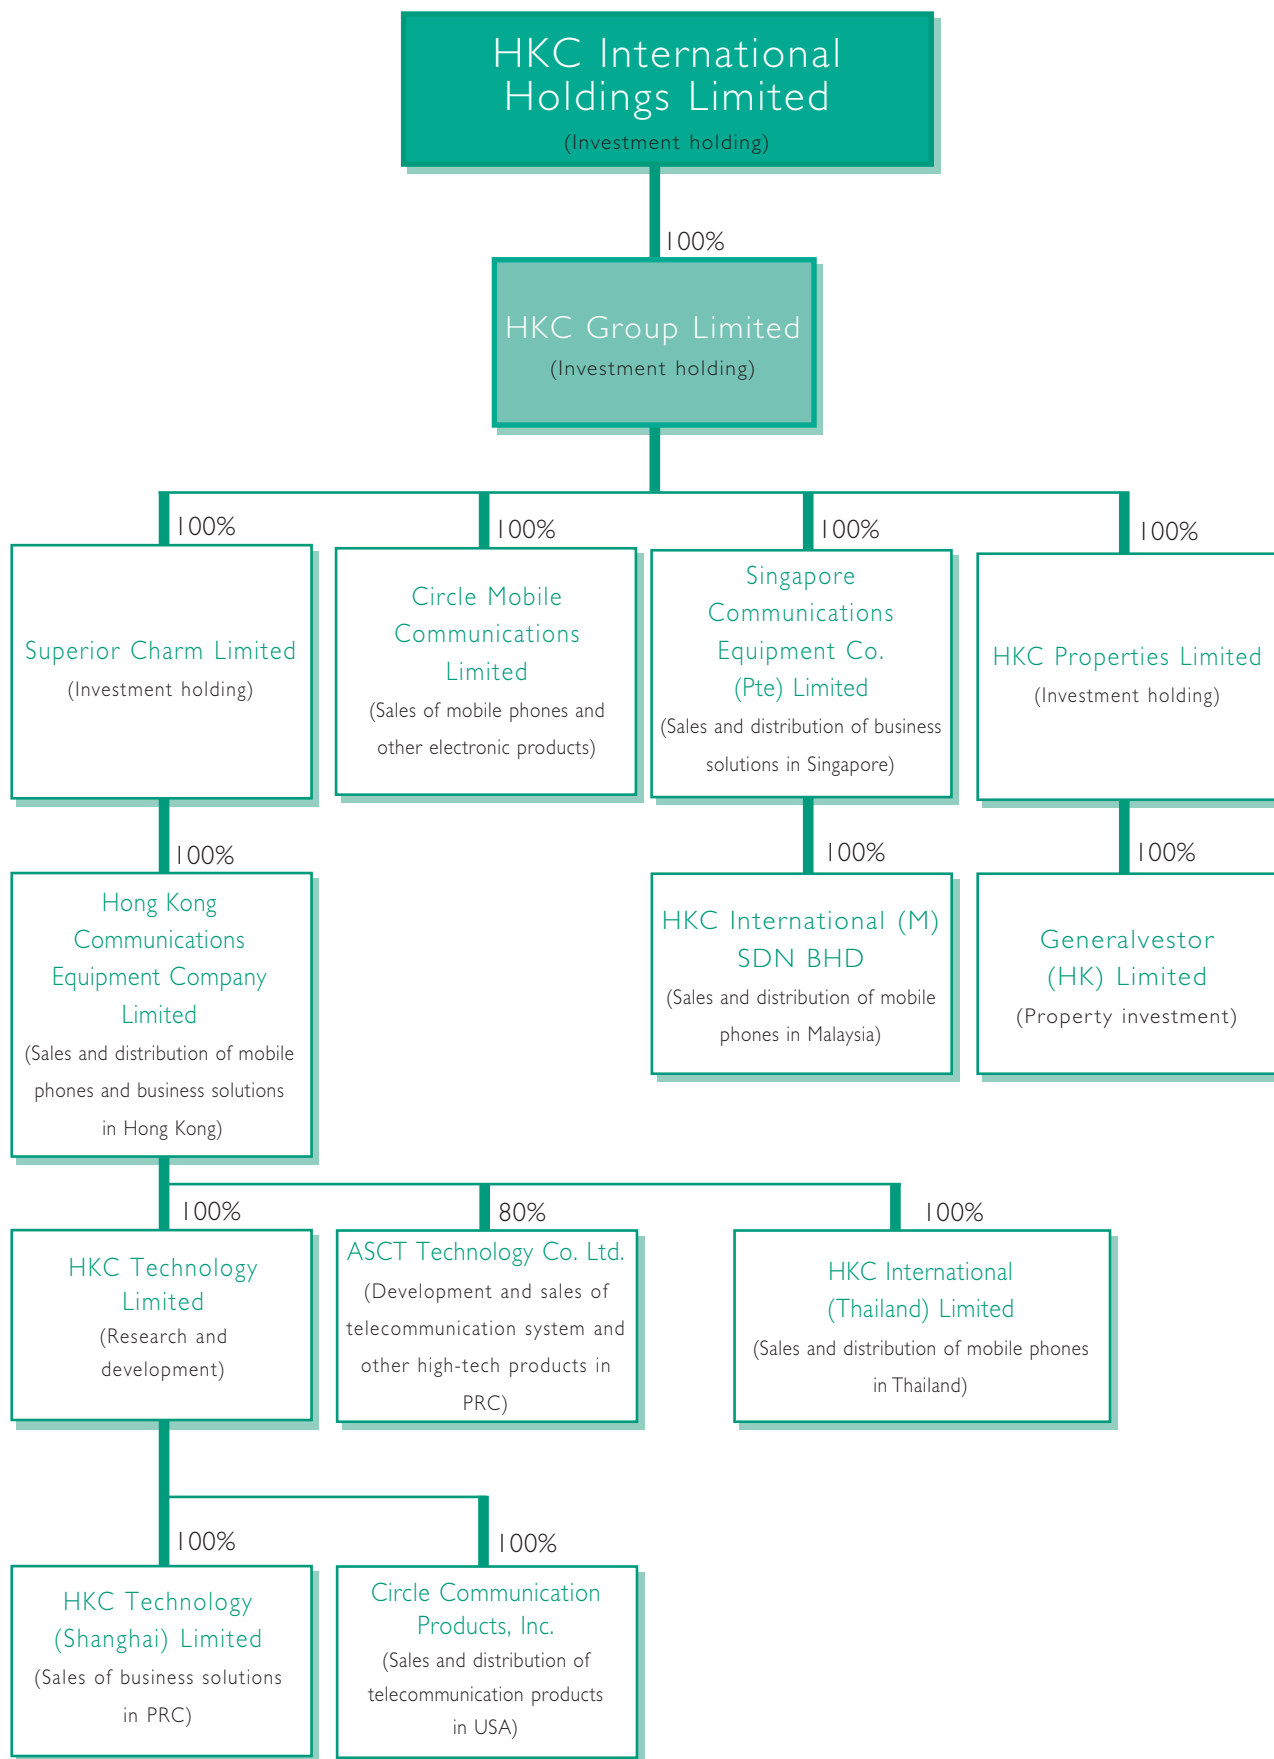 HKC International
Holdings Limited
(Investment holding)
100%
HKC Group Limited
(Investment holding)
100%
Superior Charm Limited
(Investment holding)
100%
Circle Mobile
Communications
Limited
(Sales of mobile phones and
other electronic products)
100%
Singapore
Communications
Equipment Co.
(Pte) Limited
(Sales and distribution of business
solutions in Singapore)
100%
HKC Properties Limited
(Investment holding)
100%
Hong Kong
Communications
Equipment Company
Limited
(Sales and distribution of mobile
phones and business solutions
in Hong Kong)
100%
HKC International (M)
SDN BHD
(Sales and distribution of mobile
phones in Malaysia)
100%
Generalvestor
(HK) Limited
(Property investment)
100%
HKC Technology
Limited
(Research and
development)
80%
ASCT Technology Co. Ltd.
(Development and sales of
telecommunication system and
other high-tech products in
PRC)
100%
HKC International
(Thailand) Limited
(Sales and distribution of mobile phones
in Thailand)
100%
HKC Technology
(Shanghai) Limited
(Sales of business solutions
in PRC)
100%
Circle Communication
Products, Inc.
(Sales and distribution of
telecommunication products
in USA)